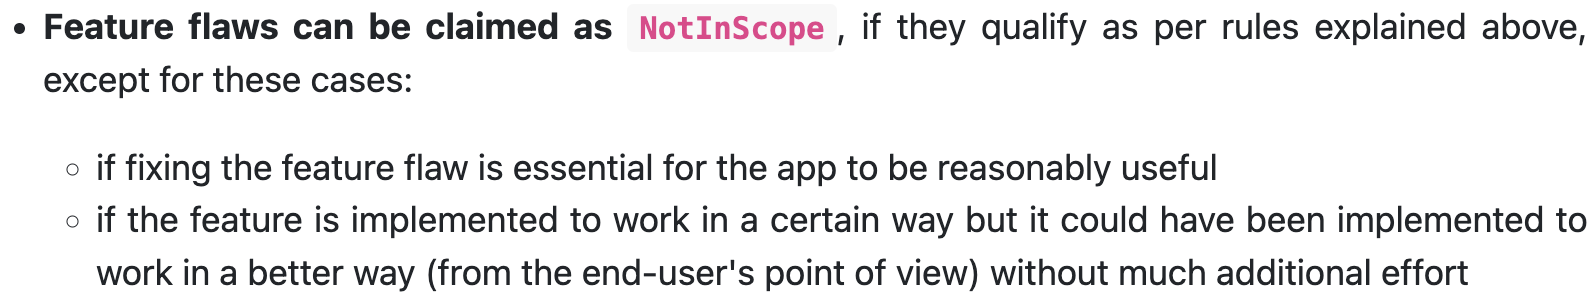 • Feature flaws can be claimed as NotInScope, if they qualify as per rules explained above,
except for these cases:
◦ if fixing the feature flaw is essential for the app to be reasonably useful
◦ if the feature is implemented to work in a certain way but it could have been implemented to
work in a better way (from the end-user's point of view) without much additional effort